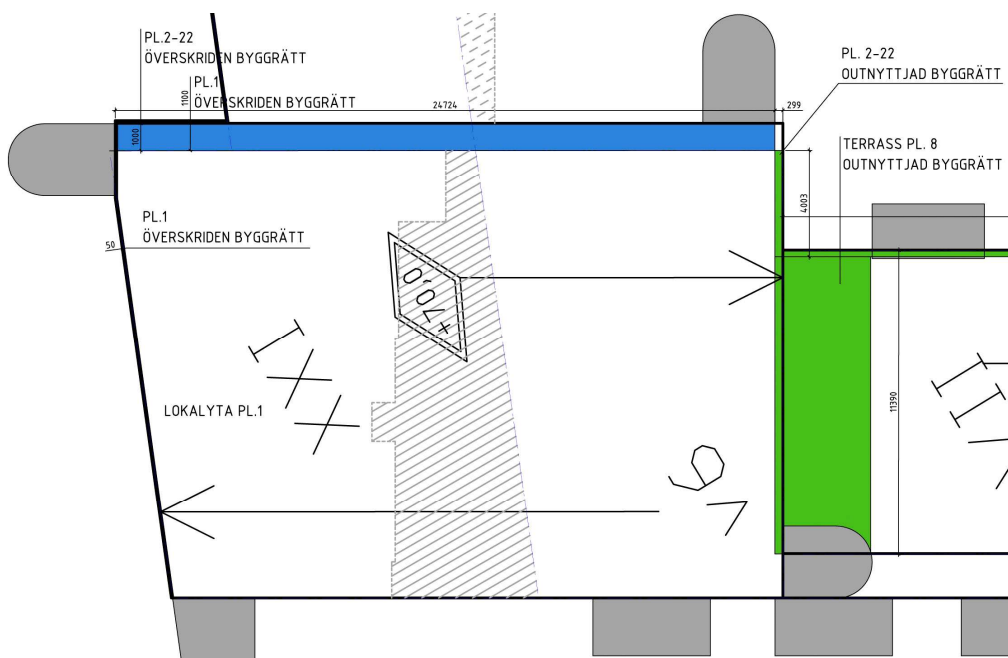 PL.2-22
ÖVERSKRIDEN BYGGRÄTT
PL.1
ÖVERSKRIDEN BYGGRÄTT
1100
1000
24724
299
PL. 2-22
OUTNYTTJAD BYGGRÄTT
TERRASS PL. 8
OUTNYTTJAD BYGGRÄTT
4003
PL.1
ÖVERSKRIDEN BYGGRÄTT
50
+70,0
XXI
LOKALYTA PL.1
11390